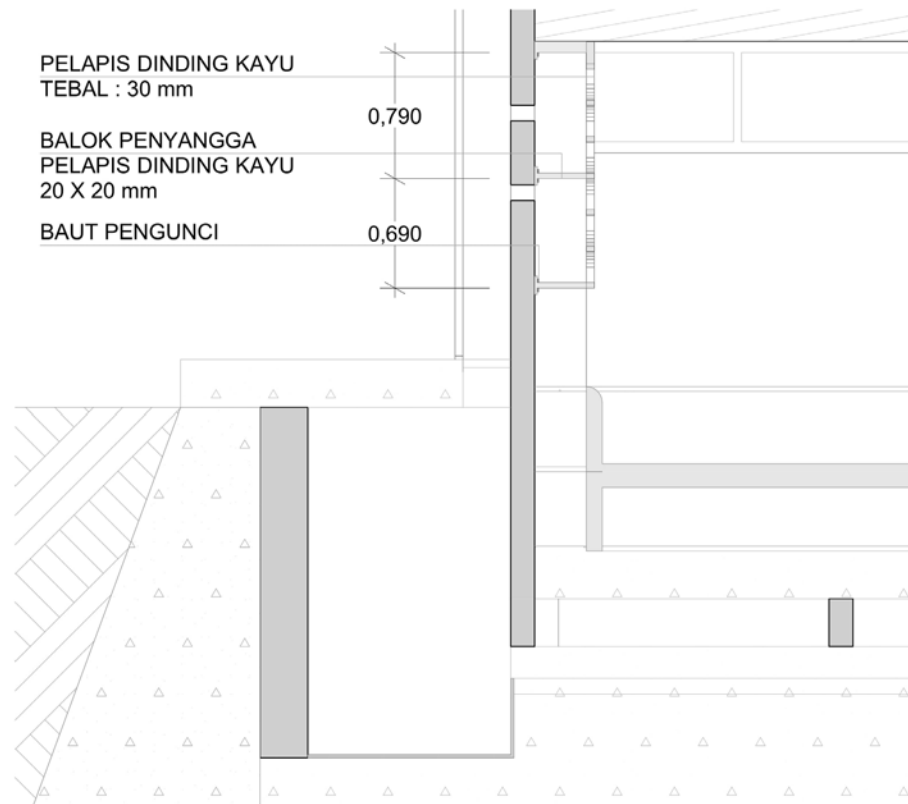 PELAPIS DINDING KAYU
TEBAL : 30 mm
0,790
BALOK PENYANGGA
PELAPIS DINDING KAYU
20 X 20 mm
BAUT PENGUNCI
0,690